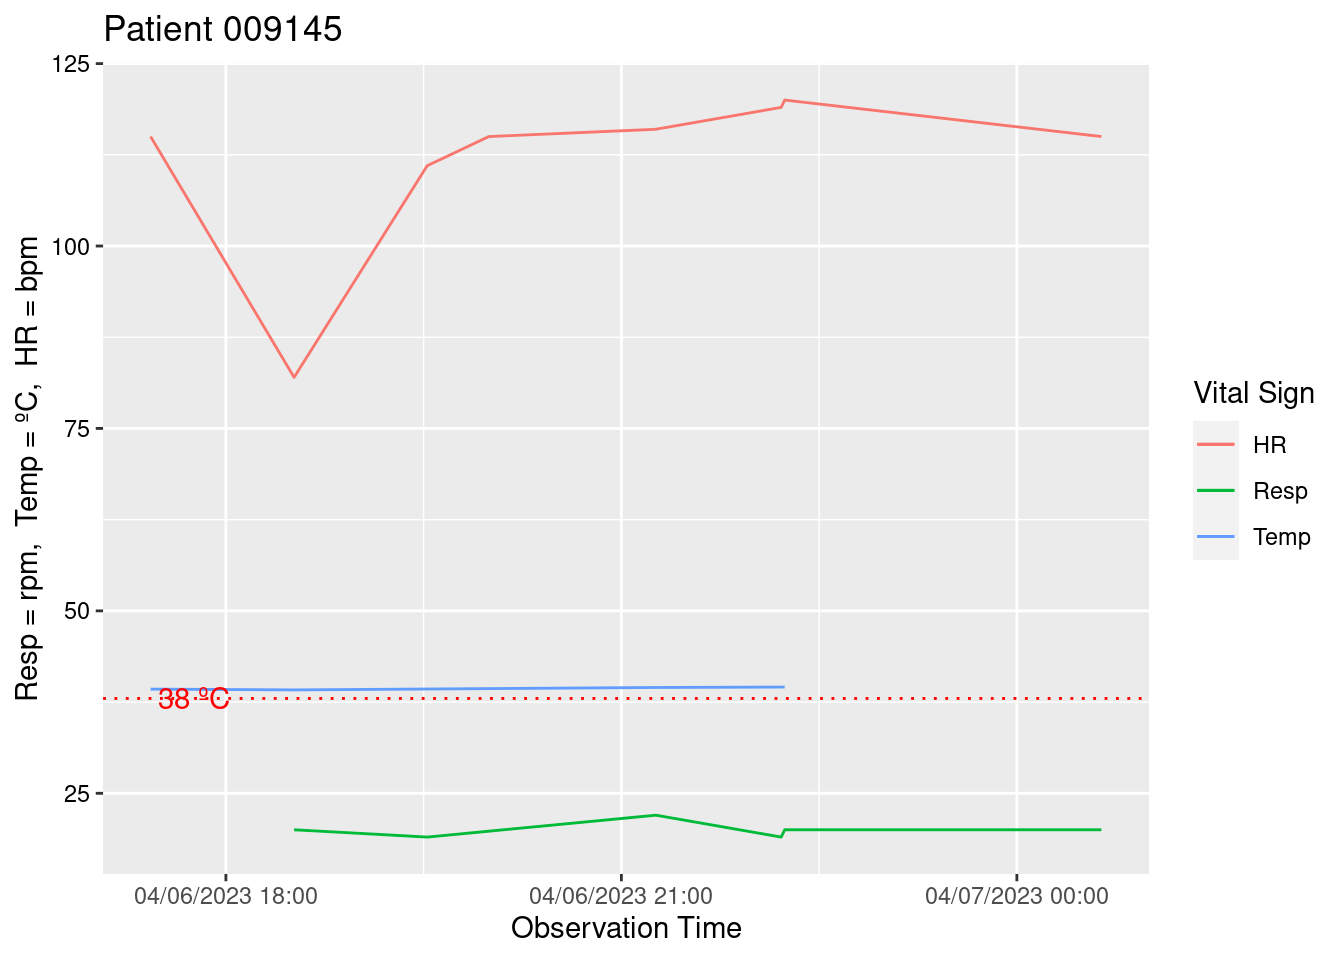 Patient 009145
125
100
75
50
25
Resp = rpm,  Temp = ºC,  HR = bpm
38 ºC
04/06/2023 18:00
04/06/2023 21:00
04/07/2023 00:00
Observation Time
Vital Sign
HR
Resp
Temp